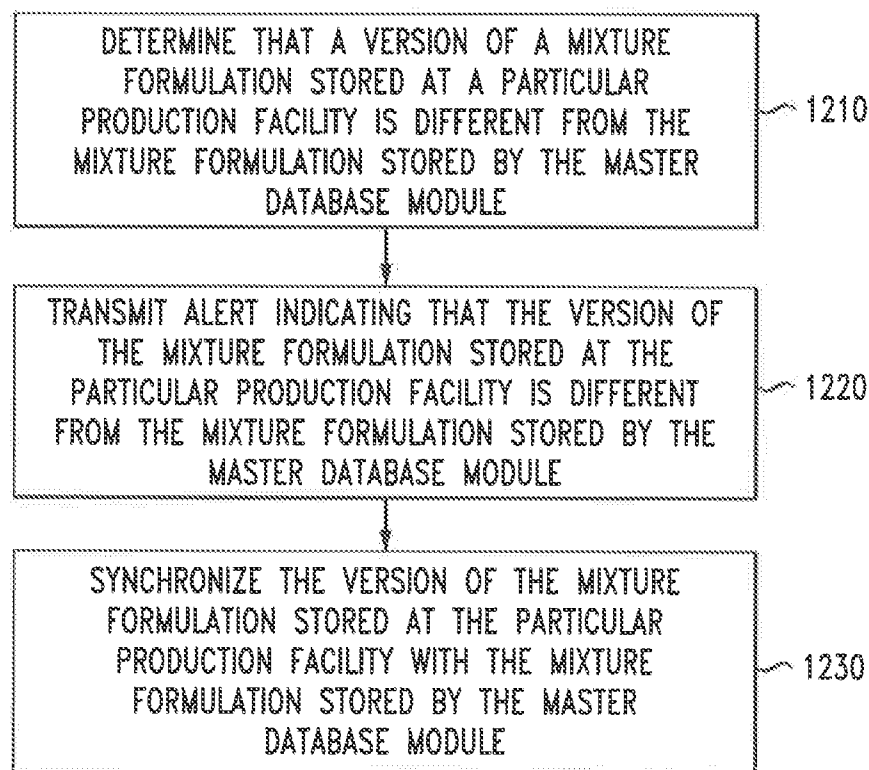 DETERMINE THAT A VERSION OF A MIXTURE
FORMULATION STORED AT A PARTICULAR
PRODUCTION FACILITY IS DIFFERENT FROM THE
MIXTURE FORMULATION STORED BY THE MASTER
DATABASE MODULE
1210
TRANSMIT ALERT INDICATING THAT THE VERSION OF
THE MIXTURE FORMULATION STORED AT THE
PARTICULAR PRODUCTION FACILITY IS DIFFERENT
FROM THE MIXTURE FORMULATION STORED BY THE
MASTER DATABASE MODULE
1220
SYNCHRONIZE THE VERSION OF THE MIXTURE
FORMULATION STORED AT THE PARTICULAR
PRODUCTION FACILITY WITH THE MIXTURE
FORMULATION STORED BY THE MASTER
DATABASE MODULE
1230